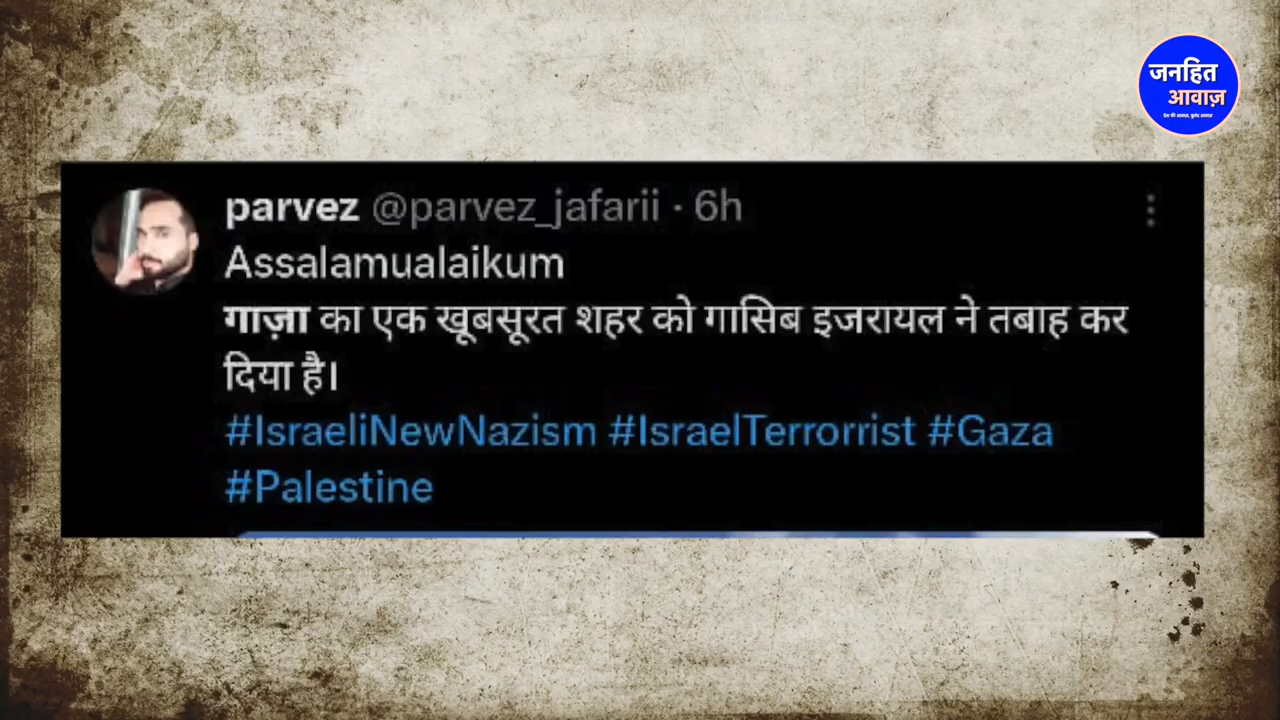 जनहित
आवाज़
parvez @parvez_jafarii · 6h
Assalamualaikum
गाज़ा का एक खूबसूरत शहर को गासिब इजरायल ने तबाह कर
दिया है।
#IsraeliNewNazism #IsraelTerrorrist #Gaza
#Palestine